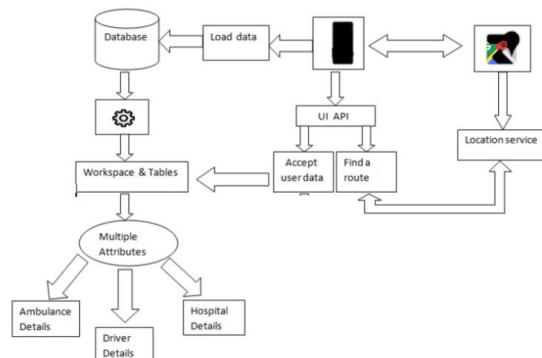 Database
Load data
UI API
Location service
Accept
user data
Find a
route
Workspace & Tables
Multiple
Attributes
Ambulance
Details
Driver
Details
Hospital
Details